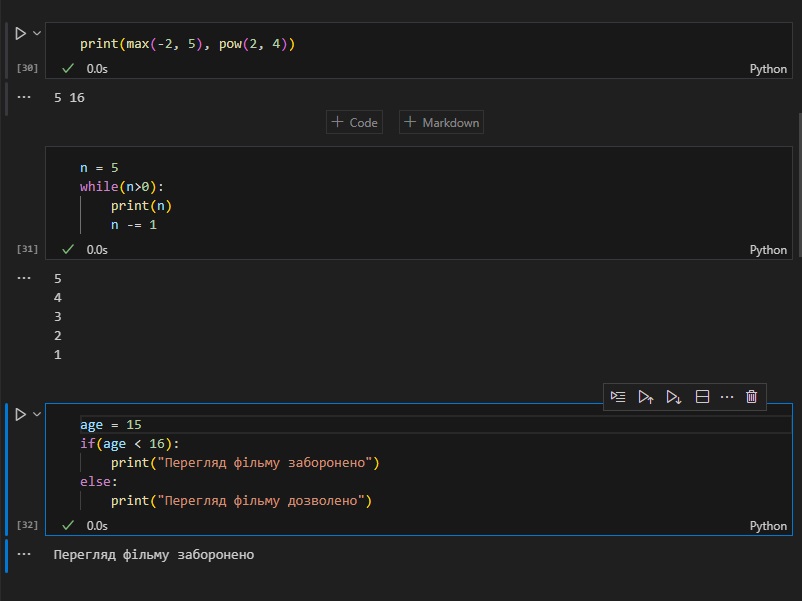 print(max(-2, 5), pow(2, 4))
[30]
0.0s
Python
...
5 16
+ Code
+ Markdown
n = 5
while(n>0):
    print(n)
    n -= 1
[31]
0.0s
Python
...
5
4
3
2
1
age = 15
if(age < 16):
    print("Перегляд фільму заборонено")
else:
    print("Перегляд фільму дозволено")
[32]
0.0s
Python
...
Перегляд фільму заборонено